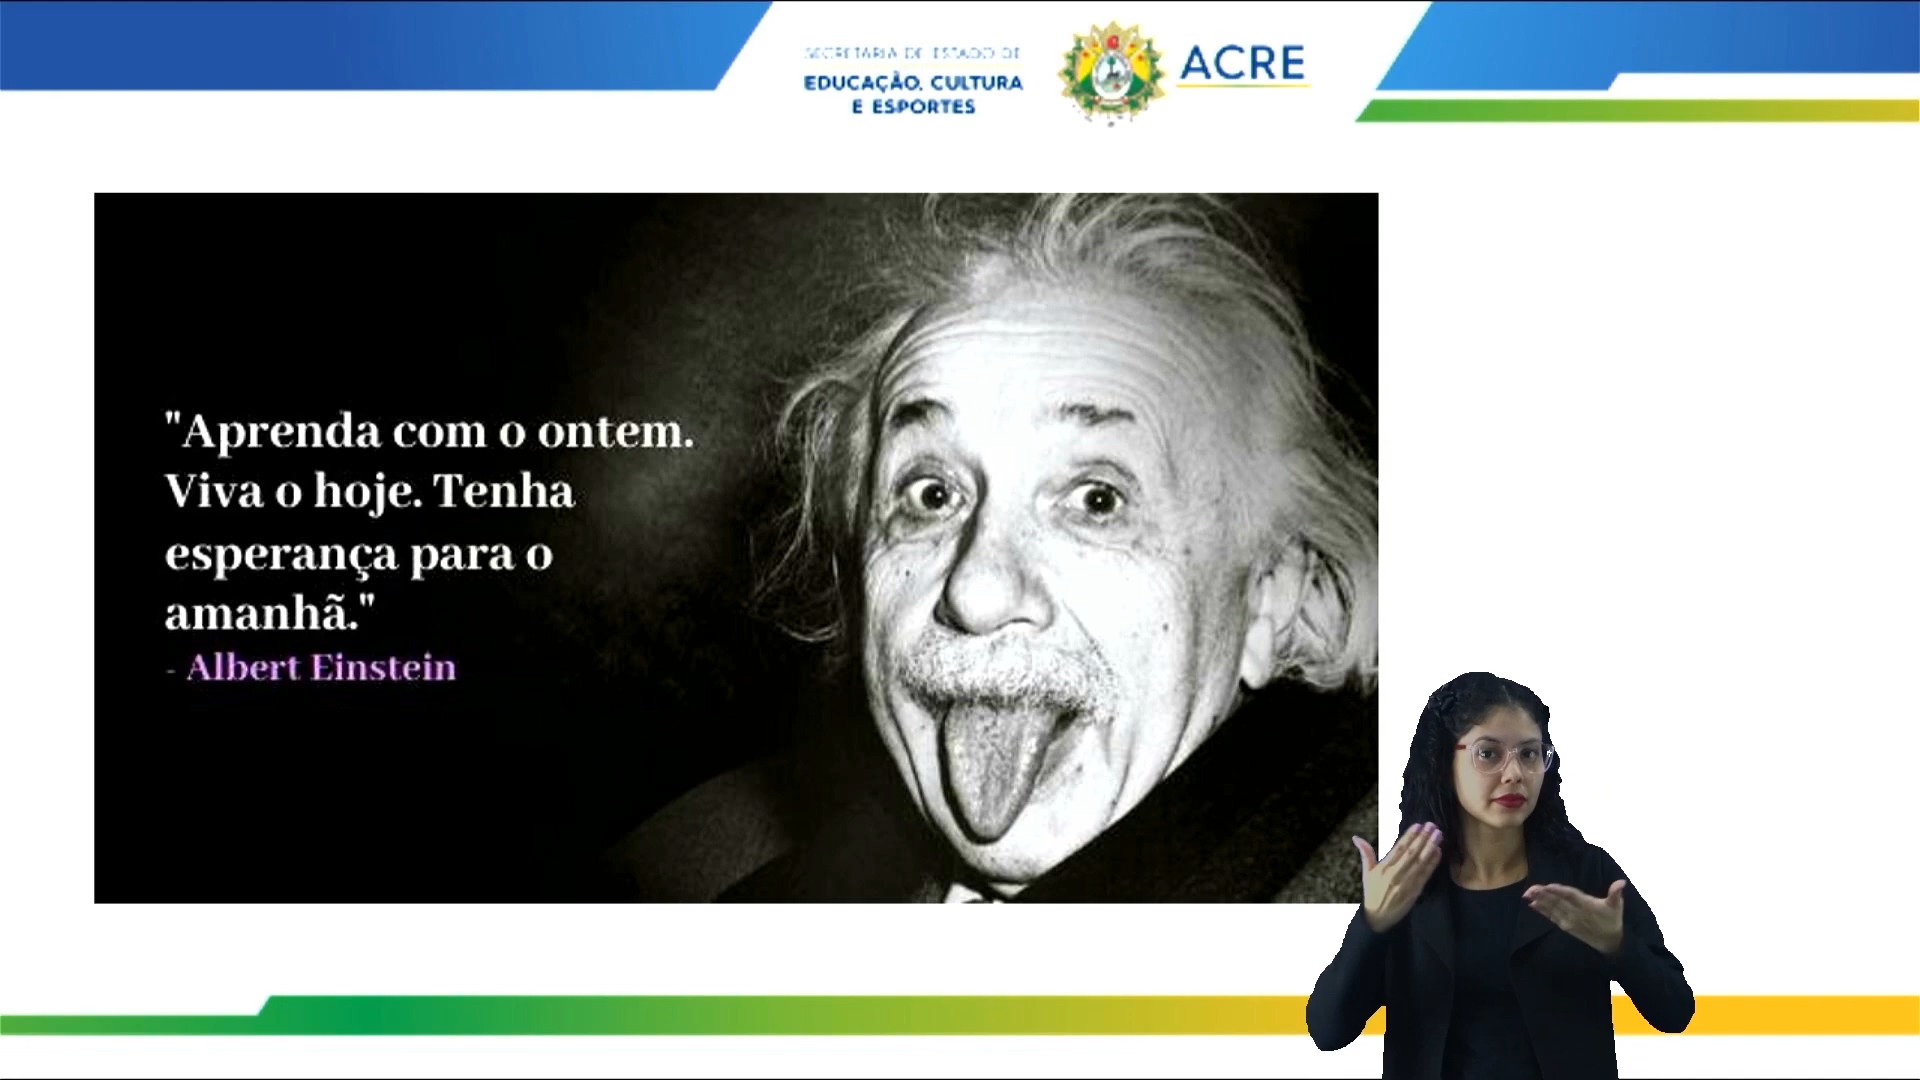 SECRETARIA DE ESTADO DE
EDUCAÇÃO, CULTURA
E ESPORTES
ACRE
"Aprenda com o ontem.
Viva o hoje. Tenha
esperança para o
amanhã."
- Albert Einstein